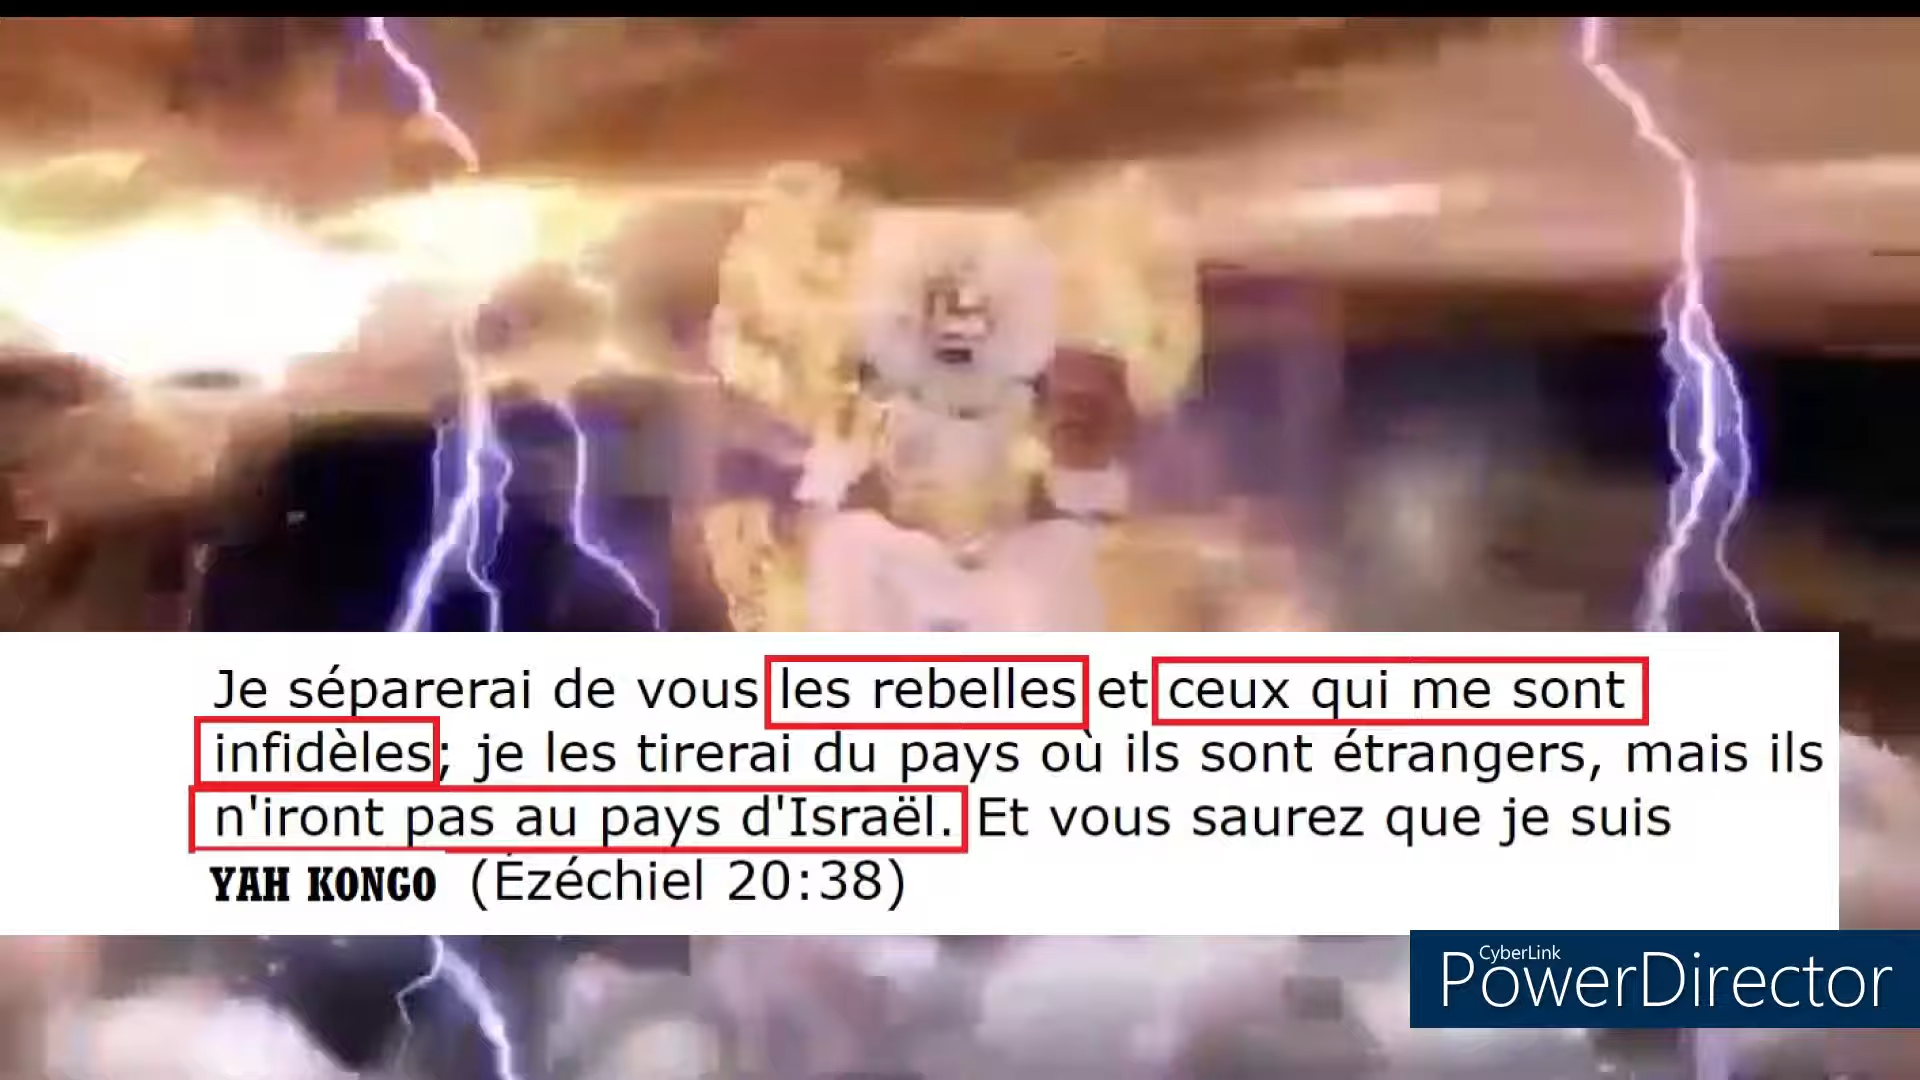 Je séparerai de vous les rebelles et ceux qui me sont
infidèles; je les tirerai du pays où ils sont étrangers, mais ils
n'iront pas au pays d'Israël. Et vous saurez que je suis
YAH KONGO (Ézéchiel 20:38)
CyberLink
PowerDirector